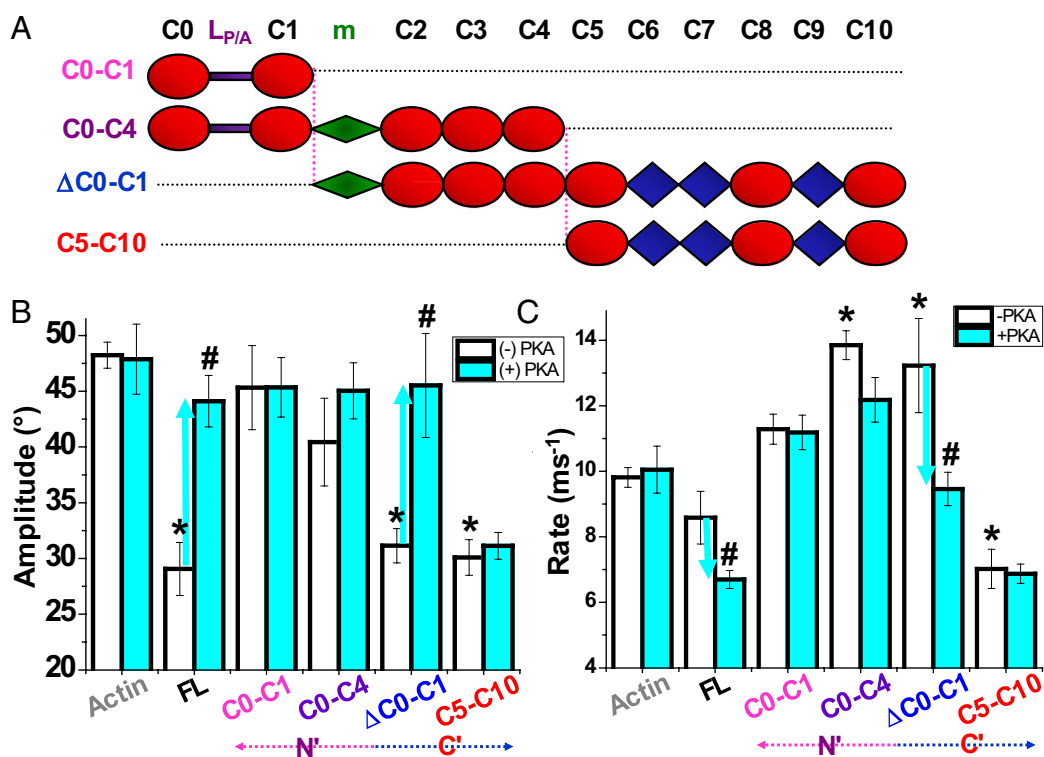 A
C0 L_P/A C1 m C2 C3 C4 C5 C6 C7 C8 C9 C10
C0-C1
C0-C4
ΔC0-C1
C5-C10
B
Amplitude (°)
50
45
40
35
30
25
20
(-) PKA
(+) PKA
* # * # *
Actin FL C0-C1 C0-C4 ΔC0-C1 C5-C10
N' C'
C
Rate (ms⁻¹)
14
12
10
8
6
4
-PKA
+PKA
# * * # *
Actin FL C0-C1 C0-C4 ΔC0-C1 C5-C10
N' C'